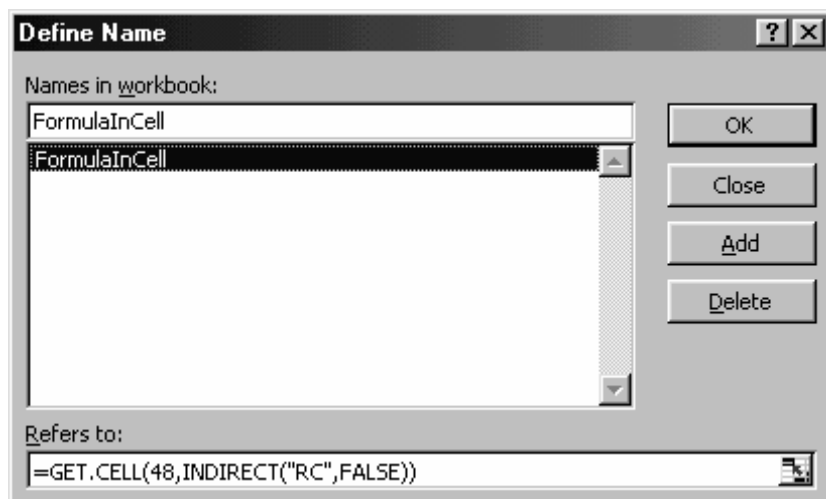 Define Name
?
Names in workbook:
FormulaInCell
OK
FormulaInCell
Close
Add
Delete
Refers to:
=GET.CELL(48,INDIRECT("RC",FALSE))